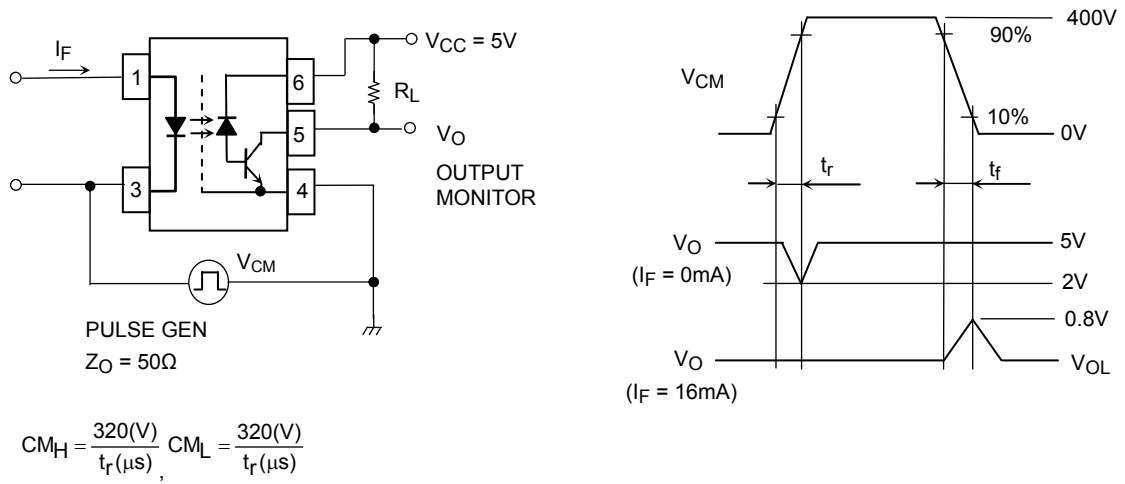 I_F
1
3
6
5
4
V_CC = 5V
R_L
V_O
OUTPUT
MONITOR
V_CM
PULSE GEN
Z_O = 50Ω
CM_H = 320(V) / t_r(μs) , CM_L = 320(V) / t_r(μs)
V_CM
400V
90%
10%
0V
t_r
t_f
V_O
(I_F = 0mA)
5V
2V
0.8V
V_O
V_OL
(I_F = 16mA)